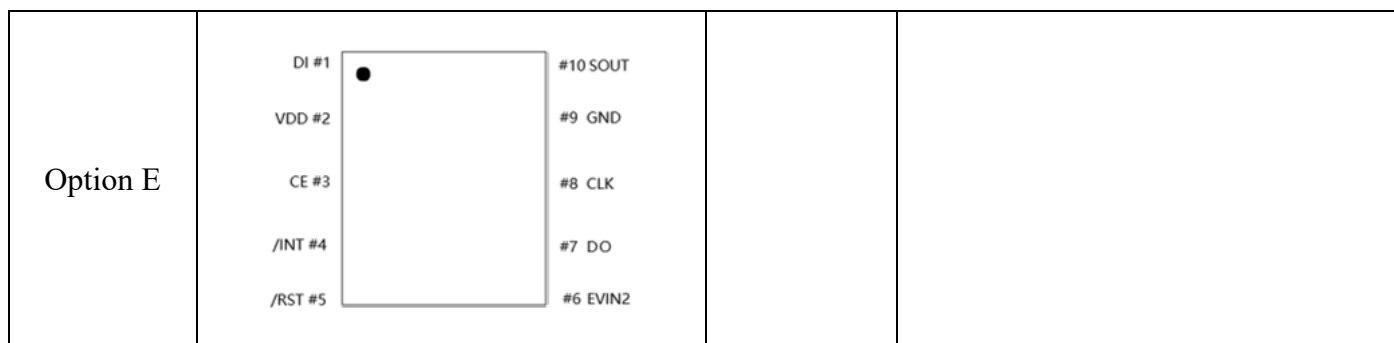 Option E
DI #1
VDD #2
CE #3
/INT #4
/RST #5
#10 SOUT
#9 GND
#8 CLK
#7 DO
#6 EVIN2